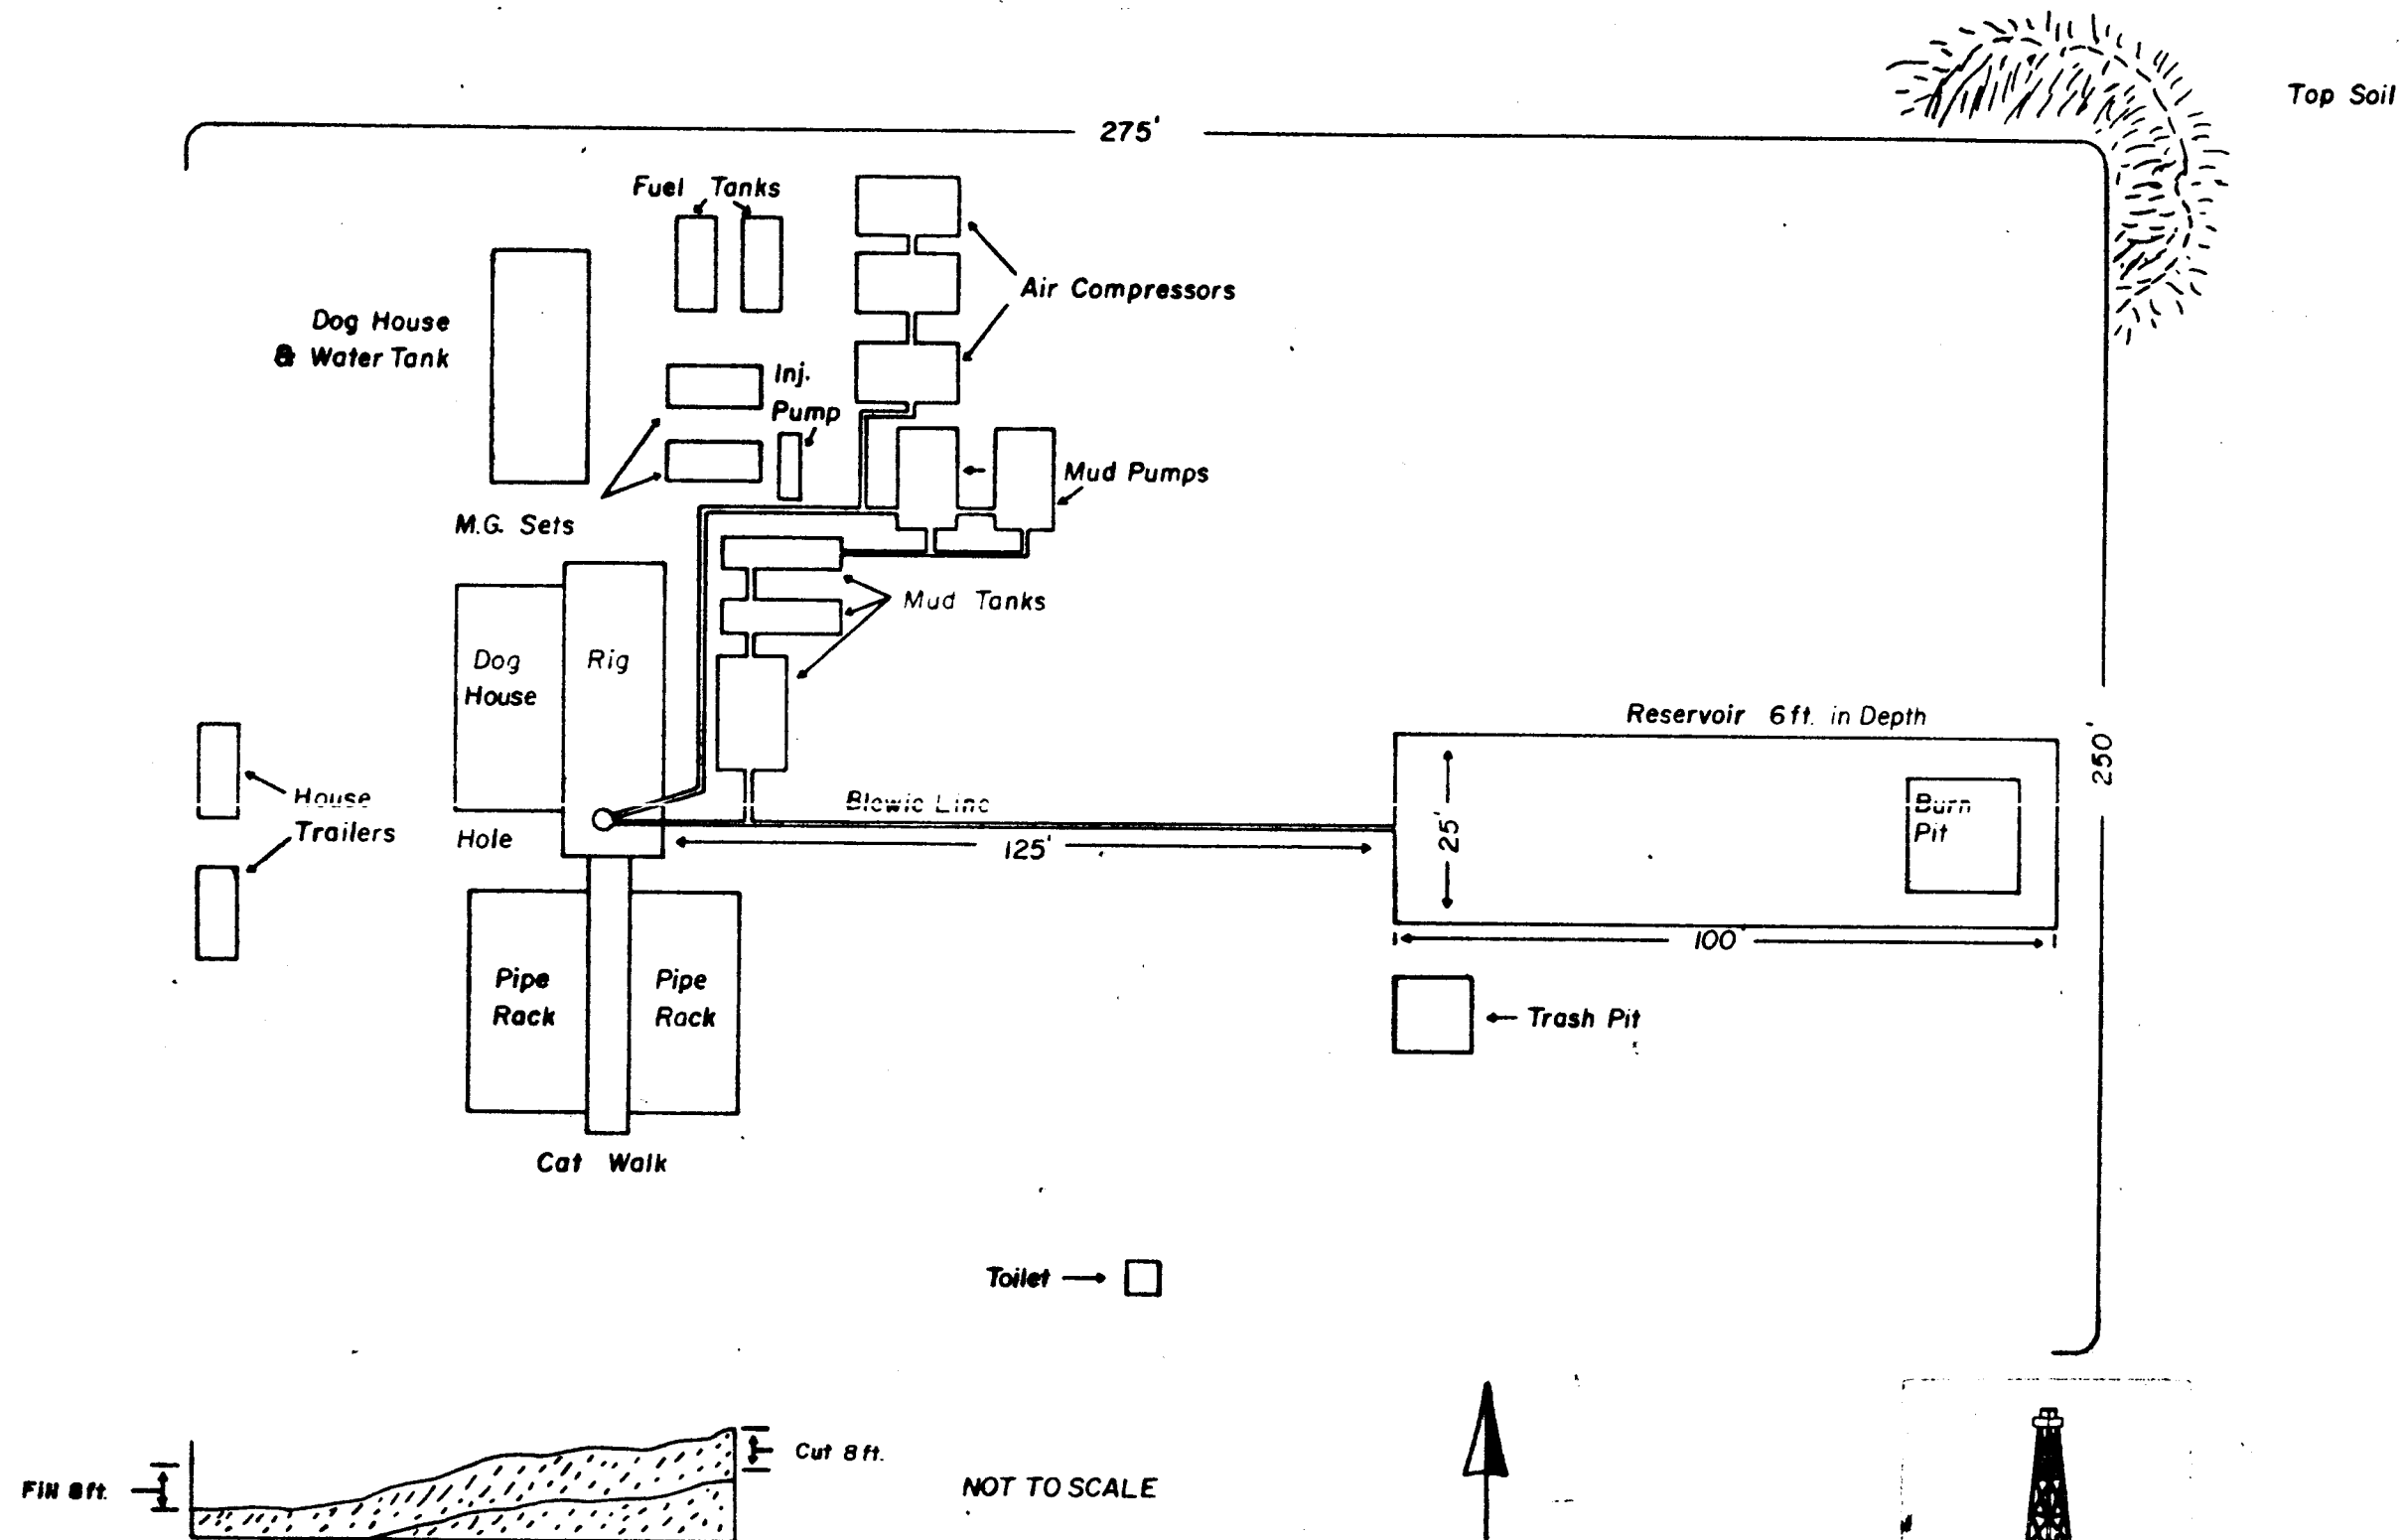 Top Soil
275'
Fuel Tanks
Air Compressors
Dog House
& Water Tank
Inj.
Pump
Mud Pumps
M.G. Sets
Mud Tanks
Dog
House
Rig
Reservoir 6 ft. in Depth
250'
House
Trailers
Hole
Line
125'
25'
Burn
Pit
100'
Pipe
Rack
Pipe
Rack
Trash Pit
Cat Walk
Toilet
Cut 8 ft.
Fill 8 ft.
NOT TO SCALE